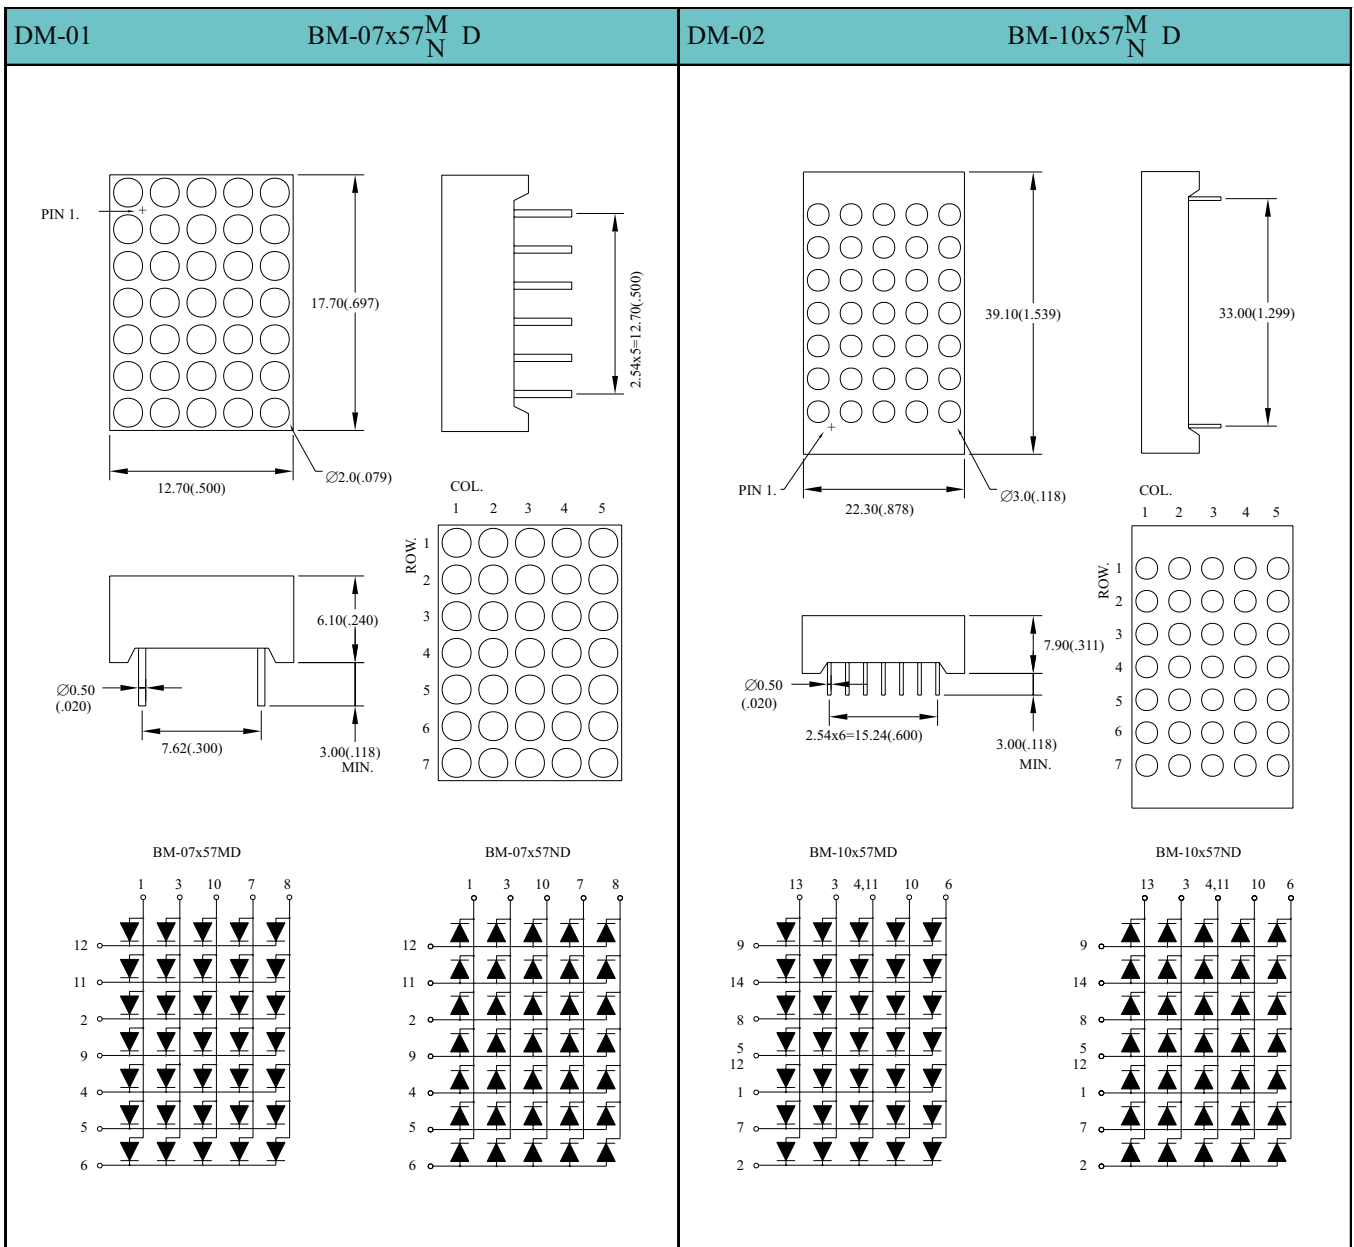 DM-01 BM-07x57 M/N D
DM-02 BM-10x57 M/N D
PIN 1.
17.70(.697)
12.70(.500)
∅2.0(.079)
2.54x5=12.70(.500)
6.10(.240)
∅0.50
(.020)
7.62(.300)
3.00(.118)
MIN.
COL.
1 2 3 4 5
ROW.
1
2
3
4
5
6
7
BM-07x57MD
1 3 10 7 8
12
11
2
9
4
5
6
BM-07x57ND
1 3 10 7 8
12
11
2
9
4
5
6
39.10(1.539)
33.00(1.299)
PIN 1.
22.30(.878)
∅3.0(.118)
7.90(.311)
∅0.50
(.020)
2.54x6=15.24(.600)
3.00(.118)
MIN.
COL.
1 2 3 4 5
ROW.
1
2
3
4
5
6
7
BM-10x57MD
13 3 4,11 10 6
9
14
8
5
12
1
7
2
BM-10x57ND
13 3 4,11 10 6
9
14
8
5
12
1
7
2